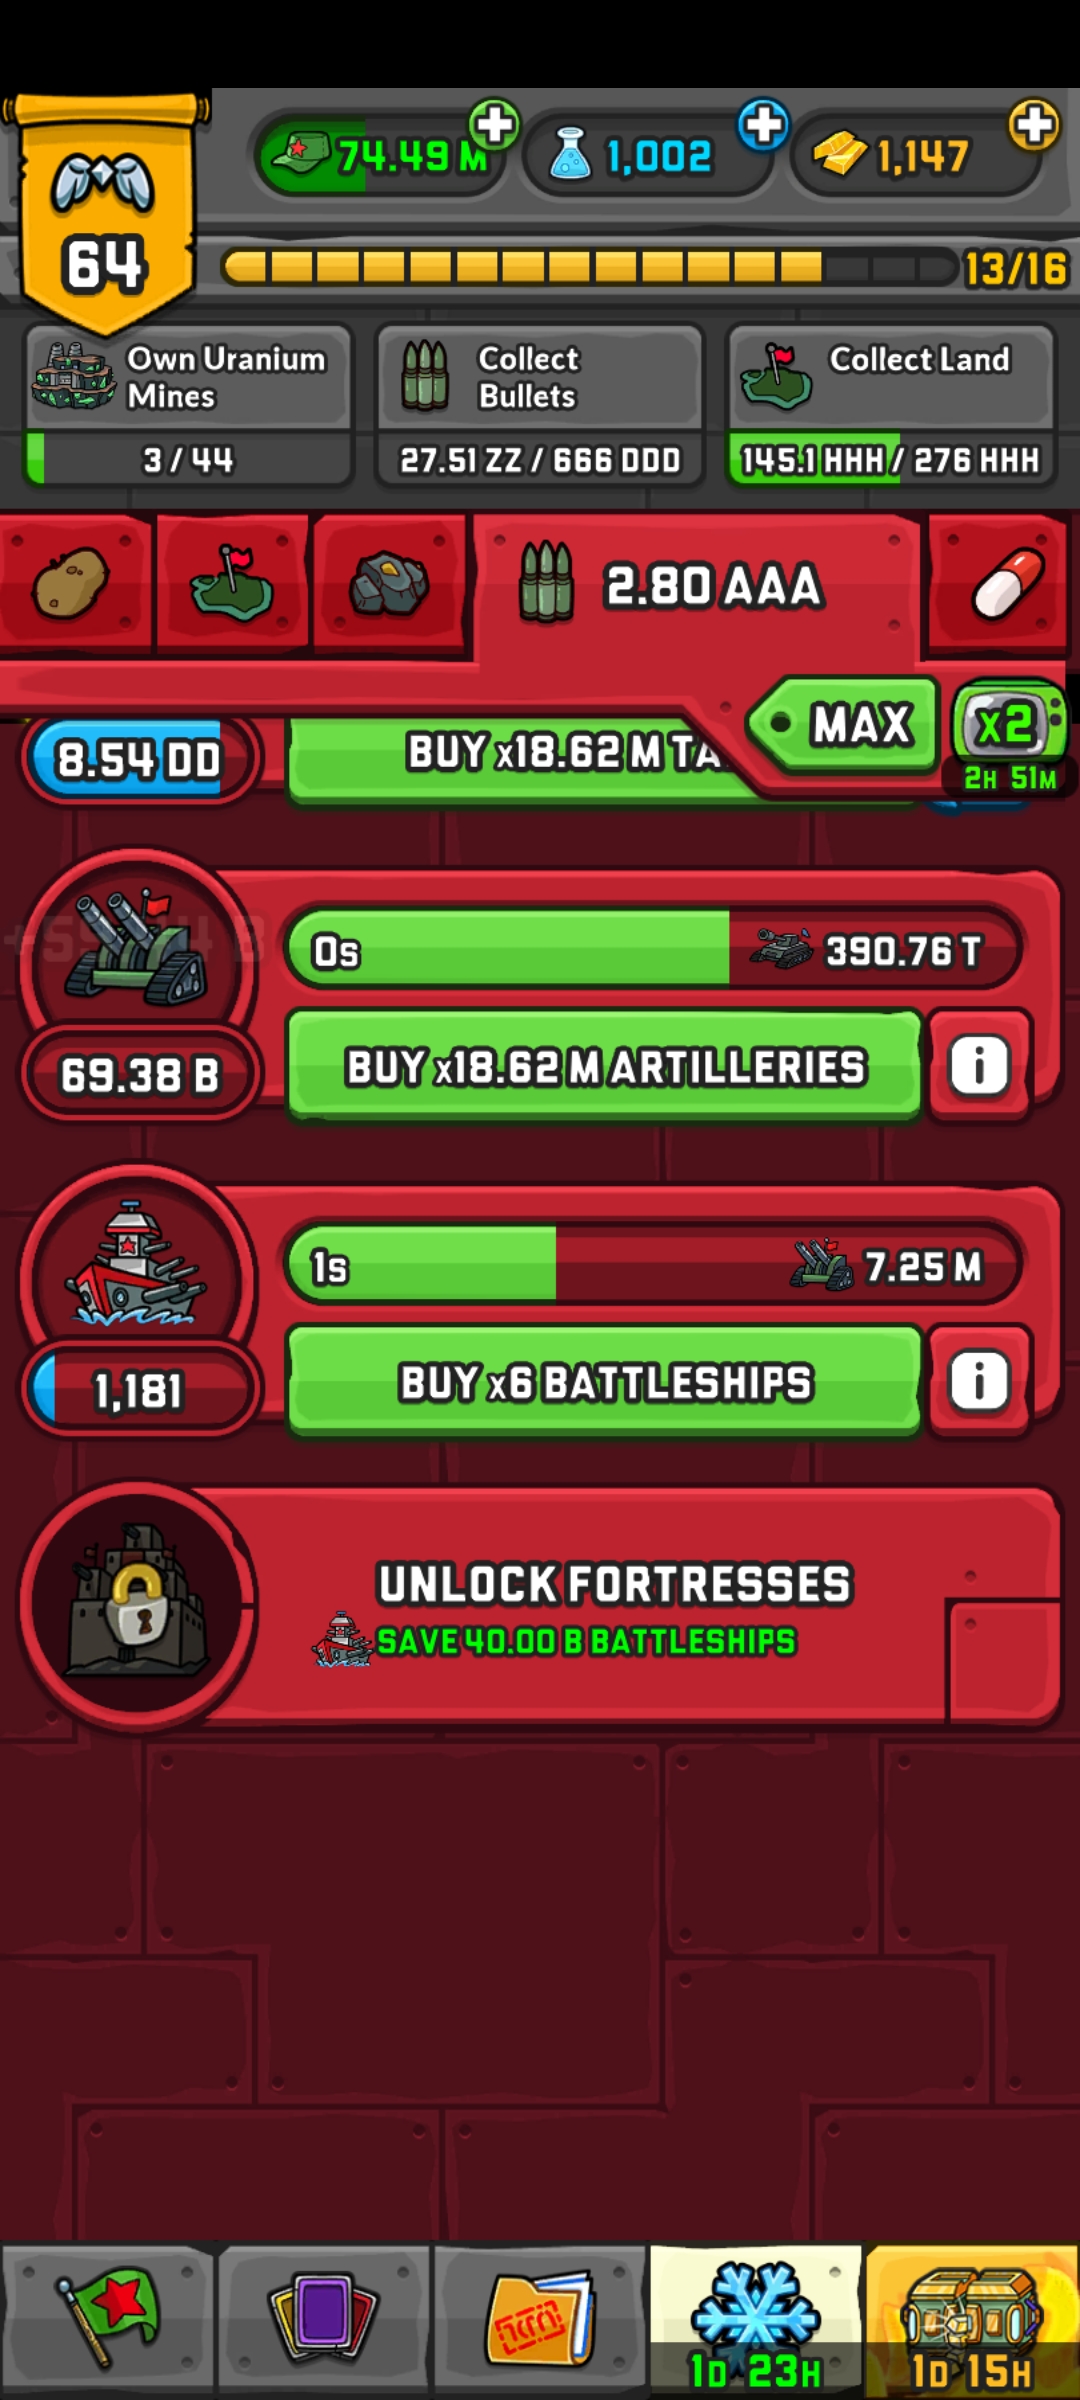 74.49 M
1,002
1,147
64
13/16
Own Uranium
Mines
Collect
Bullets
Collect Land
3 / 44
27.51 ZZ / 666 DDD
145.1 HHH / 276 HHH
2.80 AAA
MAX
X2
2H 51M
8.54 DD
BUY x18.62 M TA
0s
390.76 T
69.38 B
BUY x18.62 M ARTILLERIES
i
1s
7.25 M
1,181
BUY x6 BATTLESHIPS
i
UNLOCK FORTRESSES
SAVE 40.00 B BATTLESHIPS
1D 23H
1D 15H